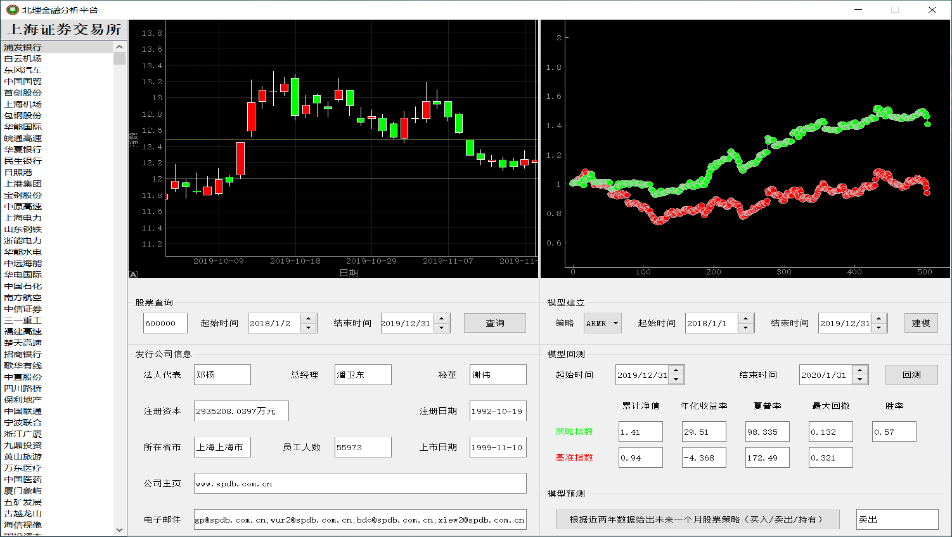 北理金融分析平台
上海证券交易所
浦发银行
白云机场
东风汽车
中国国贸
首创股份
上海机场
包钢股份
华能国际
皖通高速
华夏银行
民生银行
日照港
上港集团
宝钢股份
中原高速
上海电力
山东钢铁
浙能电力
华能水电
中远海能
华电国际
中国石化
南方航空
中信证券
三一重工
福建高速
楚天高速
招商银行
歌华有线
中直股份
四川路桥
保利地产
中国联通
宁波联合
浙江广厦
九鼎投资
黄山旅游
万东医疗
中国医药
厦门象屿
五矿发展
古越龙山
海信视像
13.8
13.6
13.4
13.2
13
12.8
12.6
12.4
12.2
12
11.8
11.6
11.4
11.2
2019-10-09 2019-10-18 2019-10-29 2019-11-07 2019-11-
日期
[A]
2
1.8
1.6
1.4
1.2
1
0.8
0.6
0 100 200 300 400 500
股票查询
600000 起始时间 2018/1/2 结束时间 2019/12/31 查询
发行公司信息
法人代表 郑杨 总经理 潘卫东 秘董 谢伟
注册资本 2935208.0397万元 注册日期 1992-10-19
所在省市 上海上海市 员工人数 55973 上市日期 1999-11-10
公司主页 www.spdb.com.cn
电子邮件 gp@spdb.com.cn;wur2@spdb.com.cn;bdo@spdb.com.cn;xiew2@spdb.com.cn
模型建立
策略 ARMR 起始时间 2018/1/1 结束时间 2019/12/31 建模
模型回测
起始时间 2019/12/31 结束时间 2020/1/31 回测
累计净值 年化收益率 夏普率 最大回撤 胜率
策略指数 1.41 29.51 98.335 0.132 0.57
基准指数 0.94 -4.368 172.49 0.321
模型预测
根据近两年数据给出未来一个月股票策略（买入/卖出/持有） 卖出